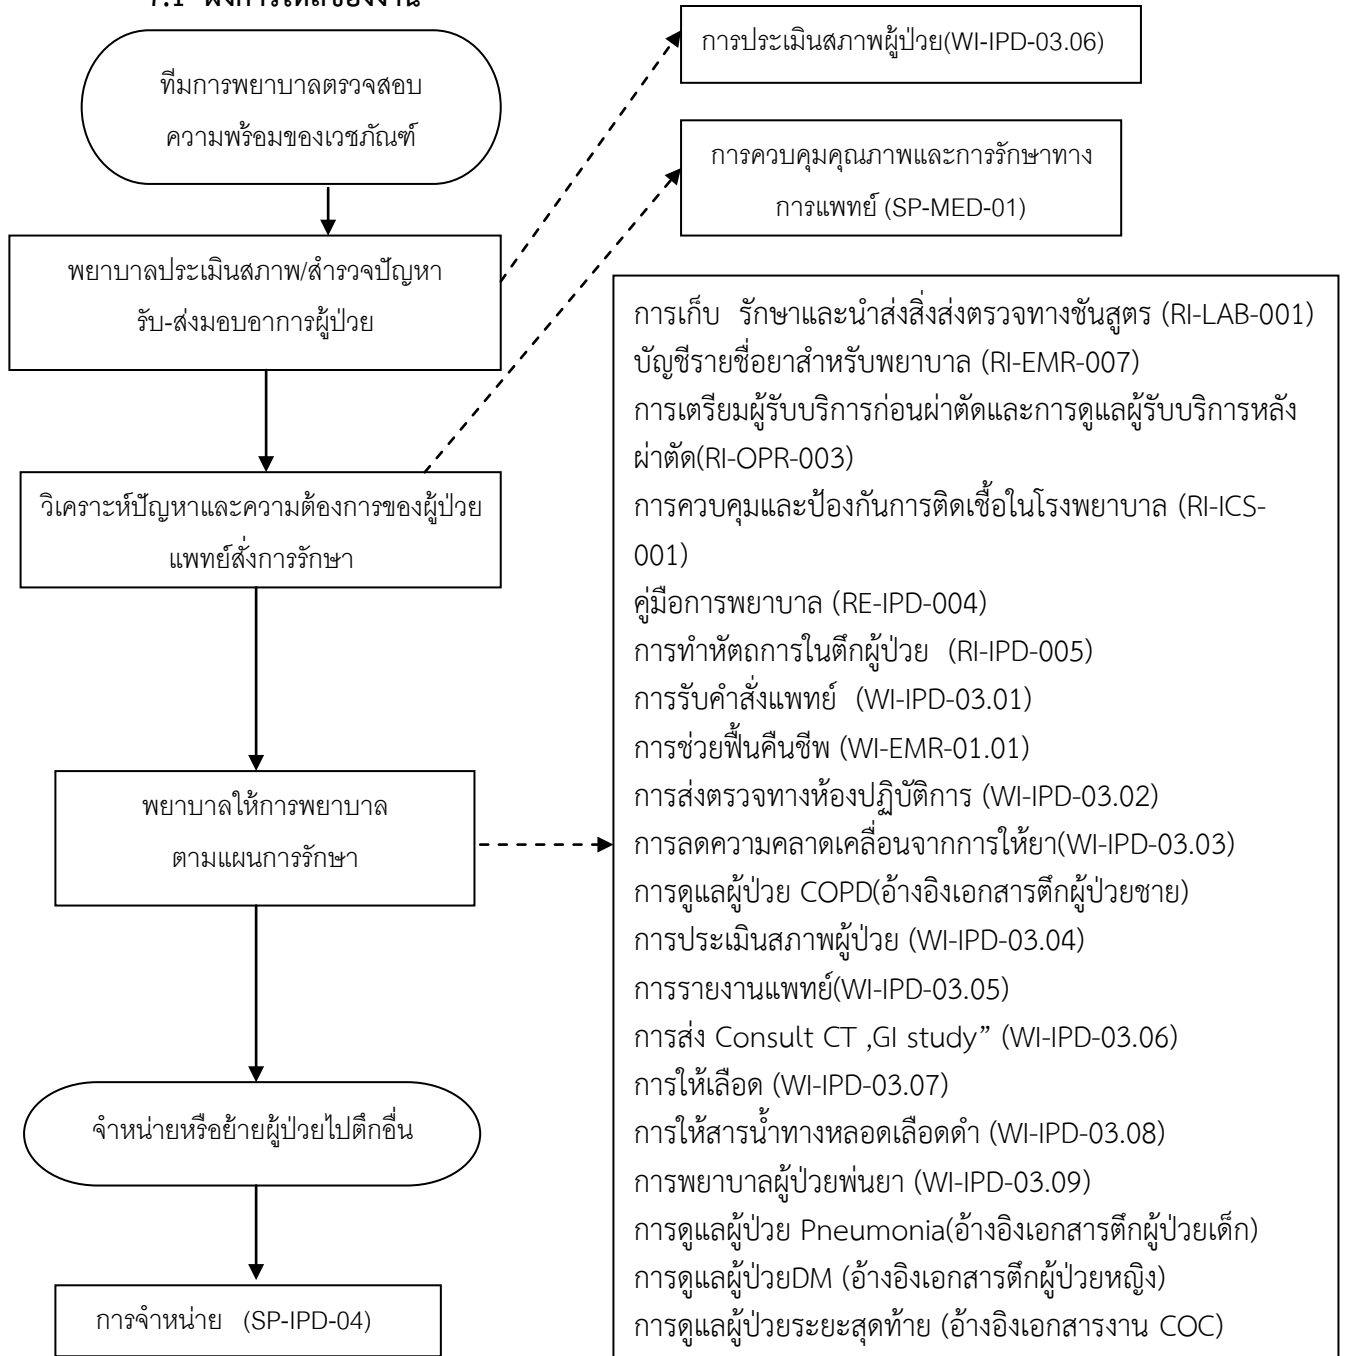 7.1 ผังการไหลของงาน
ทีมการพยาบาลตรวจสอบ
ความพร้อมของเวชภัณฑ์
การประเมินสภาพผู้ป่วย(WI-IPD-03.06)
การควบคุมคุณภาพและการรักษาทาง
การแพทย์ (SP-MED-01)
พยาบาลประเมินสภาพ/สำรวจปัญหา
รับ-ส่งมอบอาการผู้ป่วย
วิเคราะห์ปัญหาและความต้องการของผู้ป่วย
แพทย์สั่งการรักษา
พยาบาลให้การพยาบาล
ตามแผนการรักษา
จำหน่ายหรือย้ายผู้ป่วยไปตึกอื่น
การจำหน่าย (SP-IPD-04)
การเก็บ รักษาและนำส่งสิ่งส่งตรวจทางชันสูตร (RI-LAB-001)
บัญชีรายชื่อยาสำหรับพยาบาล (RI-EMR-007)
การเตรียมผู้รับบริการก่อนผ่าตัดและการดูแลผู้รับบริการหลัง
ผ่าตัด(RI-OPR-003)
การควบคุมและป้องกันการติดเชื้อในโรงพยาบาล (RI-ICS-
001)
คู่มือการพยาบาล (RE-IPD-004)
การทำหัตถการในตึกผู้ป่วย (RI-IPD-005)
การรับคำสั่งแพทย์ (WI-IPD-03.01)
การช่วยฟื้นคืนชีพ (WI-EMR-01.01)
การส่งตรวจทางห้องปฏิบัติการ (WI-IPD-03.02)
การลดความคลาดเคลื่อนจากการให้ยา(WI-IPD-03.03)
การดูแลผู้ป่วย COPD(อ้างอิงเอกสารตึกผู้ป่วยชาย)
การประเมินสภาพผู้ป่วย (WI-IPD-03.04)
การรายงานแพทย์(WI-IPD-03.05)
การส่ง Consult CT ,GI study” (WI-IPD-03.06)
การให้เลือด (WI-IPD-03.07)
การให้สารน้ำทางหลอดเลือดดำ (WI-IPD-03.08)
การพยาบาลผู้ป่วยพ่นยา (WI-IPD-03.09)
การดูแลผู้ป่วย Pneumonia(อ้างอิงเอกสารตึกผู้ป่วยเด็ก)
การดูแลผู้ป่วยDM (อ้างอิงเอกสารตึกผู้ป่วยหญิง)
การดูแลผู้ป่วยระยะสุดท้าย (อ้างอิงเอกสารงาน COC)